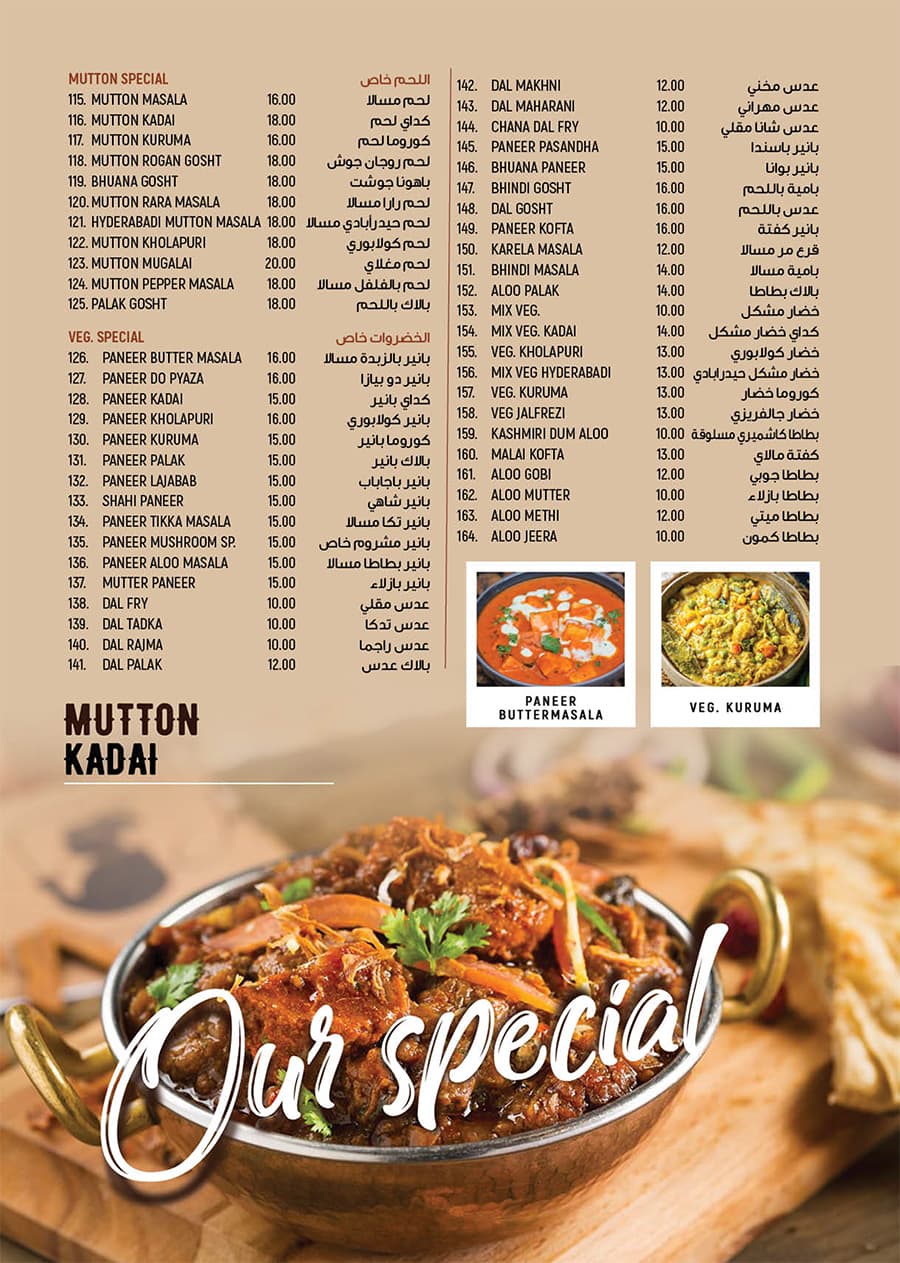 MUTTON SPECIAL اللحم خاص
115. MUTTON MASALA 16.00 لحم مسالا
116. MUTTON KADAI 18.00 كداي لحم
117. MUTTON KURUMA 16.00 كوروما لحم
118. MUTTON ROGAN GOSHT 18.00 لحم روجان جوش
119. BHUANA GOSHT 18.00 باهونا جوشت
120. MUTTON RARA MASALA 18.00 لحم رارا مسالا
121. HYDERABADI MUTTON MASALA 18.00 لحم حيدرأبادي مسالا
122. MUTTON KHOLAPURI 18.00 لحم كولابوري
123. MUTTON MUGALAI 20.00 لحم مغلاي
124. MUTTON PEPPER MASALA 18.00 لحم بالفلفل مسالا
125. PALAK GOSHT 18.00 بالاك باللحم
VEG. SPECIAL الخضروات خاص
126. PANEER BUTTER MASALA 16.00 بانير بالزبدة مسالا
127. PANEER DO PYAZA 16.00 بانير دو بيازا
128. PANEER KADAI 15.00 كداي بانير
129. PANEER KHOLAPURI 16.00 بانير كولابوري
130. PANEER KURUMA 15.00 كوروما بانير
131. PANEER PALAK 15.00 بالاك بانير
132. PANEER LAJABAB 15.00 بانير باجاباب
133. SHAHI PANEER 15.00 بانير شاهي
134. PANEER TIKKA MASALA 15.00 بانير تكا مسالا
135. PANEER MUSHROOM SP. 15.00 بانير مشروم خاص
136. PANEER ALOO MASALA 15.00 بانير بطاطا مسالا
137. MUTTER PANEER 15.00 بانير بازلاء
138. DAL FRY 10.00 عدس مقلي
139. DAL TADKA 10.00 عدس تدكا
140. DAL RAJMA 10.00 عدس راجما
141. DAL PALAK 12.00 بالاك عدس
142. DAL MAKHNI 12.00 عدس مخني
143. DAL MAHARANI 12.00 عدس مهراني
144. CHANA DAL FRY 10.00 عدس شانا مقلي
145. PANEER PASANDHA 15.00 بانير باسندا
146. BHUANA PANEER 15.00 بانير بوانا
147. BHINDI GOSHT 16.00 بامية باللحم
148. DAL GOSHT 16.00 عدس باللحم
149. PANEER KOFTA 16.00 بانير كفتة
150. KARELA MASALA 12.00 قرع مر مسالا
151. BHINDI MASALA 14.00 بامية مسالا
152. ALOO PALAK 14.00 بالاك بطاطا
153. MIX VEG. 10.00 خضار مشكل
154. MIX VEG. KADAI 14.00 كداي خضار مشكل
155. VEG. KHOLAPURI 13.00 خضار كولابوري
156. MIX VEG HYDERABADI 13.00 خضار مشكل حيدرابادي
157. VEG. KURUMA 13.00 كوروما خضار
158. VEG JALFREZI 13.00 خضار جالفريزي
159. KASHMIRI DUM ALOO 10.00 بطاطا كاشميري مسلوقة
160. MALAI KOFTA 13.00 كفتة مالاي
161. ALOO GOBI 12.00 بطاطا جوبي
162. ALOO MUTTER 10.00 بطاطا بازلاء
163. ALOO METHI 12.00 بطاطا ميتي
164. ALOO JEERA 10.00 بطاطا كمون
PANEER
BUTTERMASALA
VEG. KURUMA
MUTTON
KADAI
Our special